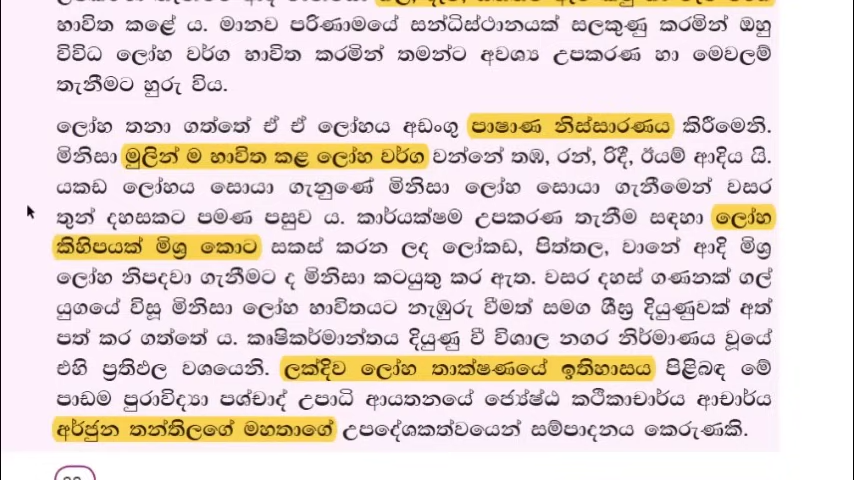 භාවිත කළේ ය. මානව පරිණාමයේ සන්ධිස්ථානයක් සලකුණු කරමින් ඔහු
විවිධ ලෝහ වර්ග භාවිත කරමින් තමන්ට අවශ්‍ය උපකරණ හා මෙවලම්
තැනීමට හුරු විය.
ලෝහ තනා ගත්තේ ඒ ඒ ලෝහය අඩංගු පාෂාණ නිස්සාරණය කිරීමෙනි.
මිනිසා මුලින් ම භාවිත කළ ලෝහ වර්ග වන්නේ තඹ, රන්, රිදී, ඊයම් ආදිය යි.
යකඩ ලෝහය සොයා ගැනුණේ මිනිසා ලෝහ සොයා ගැනීමෙන් වසර
තුන් දහසකට පමණ පසුව ය. කාර්යක්ෂම උපකරණ තැනීම සඳහා ලෝහ
කිහිපයක් මිශ්‍ර කොට සකස් කරන ලද ලෝකඩ, පිත්තල, වානේ ආදි මිශ්‍ර
ලෝහ නිපදවා ගැනීමට ද මිනිසා කටයුතු කර ඇත. වසර දහස් ගණනක් ගල්
යුගයේ විසූ මිනිසා ලෝහ භාවිතයට නැඹුරු වීමත් සමග ශීඝ්‍ර දියුණුවක් අත්
පත් කර ගත්තේ ය. කෘෂිකර්මාන්තය දියුණු වී විශාල නගර නිර්මාණය වූයේ
එහි ප්‍රතිඵල වශයෙනි. ලක්දිව ලෝහ තාක්ෂණයේ ඉතිහාසය පිළිබඳ මේ
පාඩම පුරාවිද්‍යා පශ්චාද් උපාධි ආයතනයේ ජ්‍යෙෂ්ඨ කථිකාචාර්ය ආචාර්ය
අර්ජුන තන්තිලගේ මහතාගේ උපදේශකත්වයෙන් සම්පාදනය කෙරුණකි.